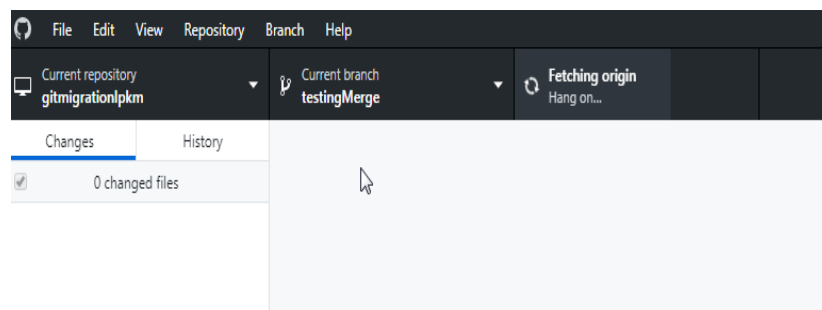 File Edit View Repository Branch Help
Current repository
gitmigrationlpkm
Current branch
testingMerge
Fetching origin
Hang on...
Changes History
0 changed files